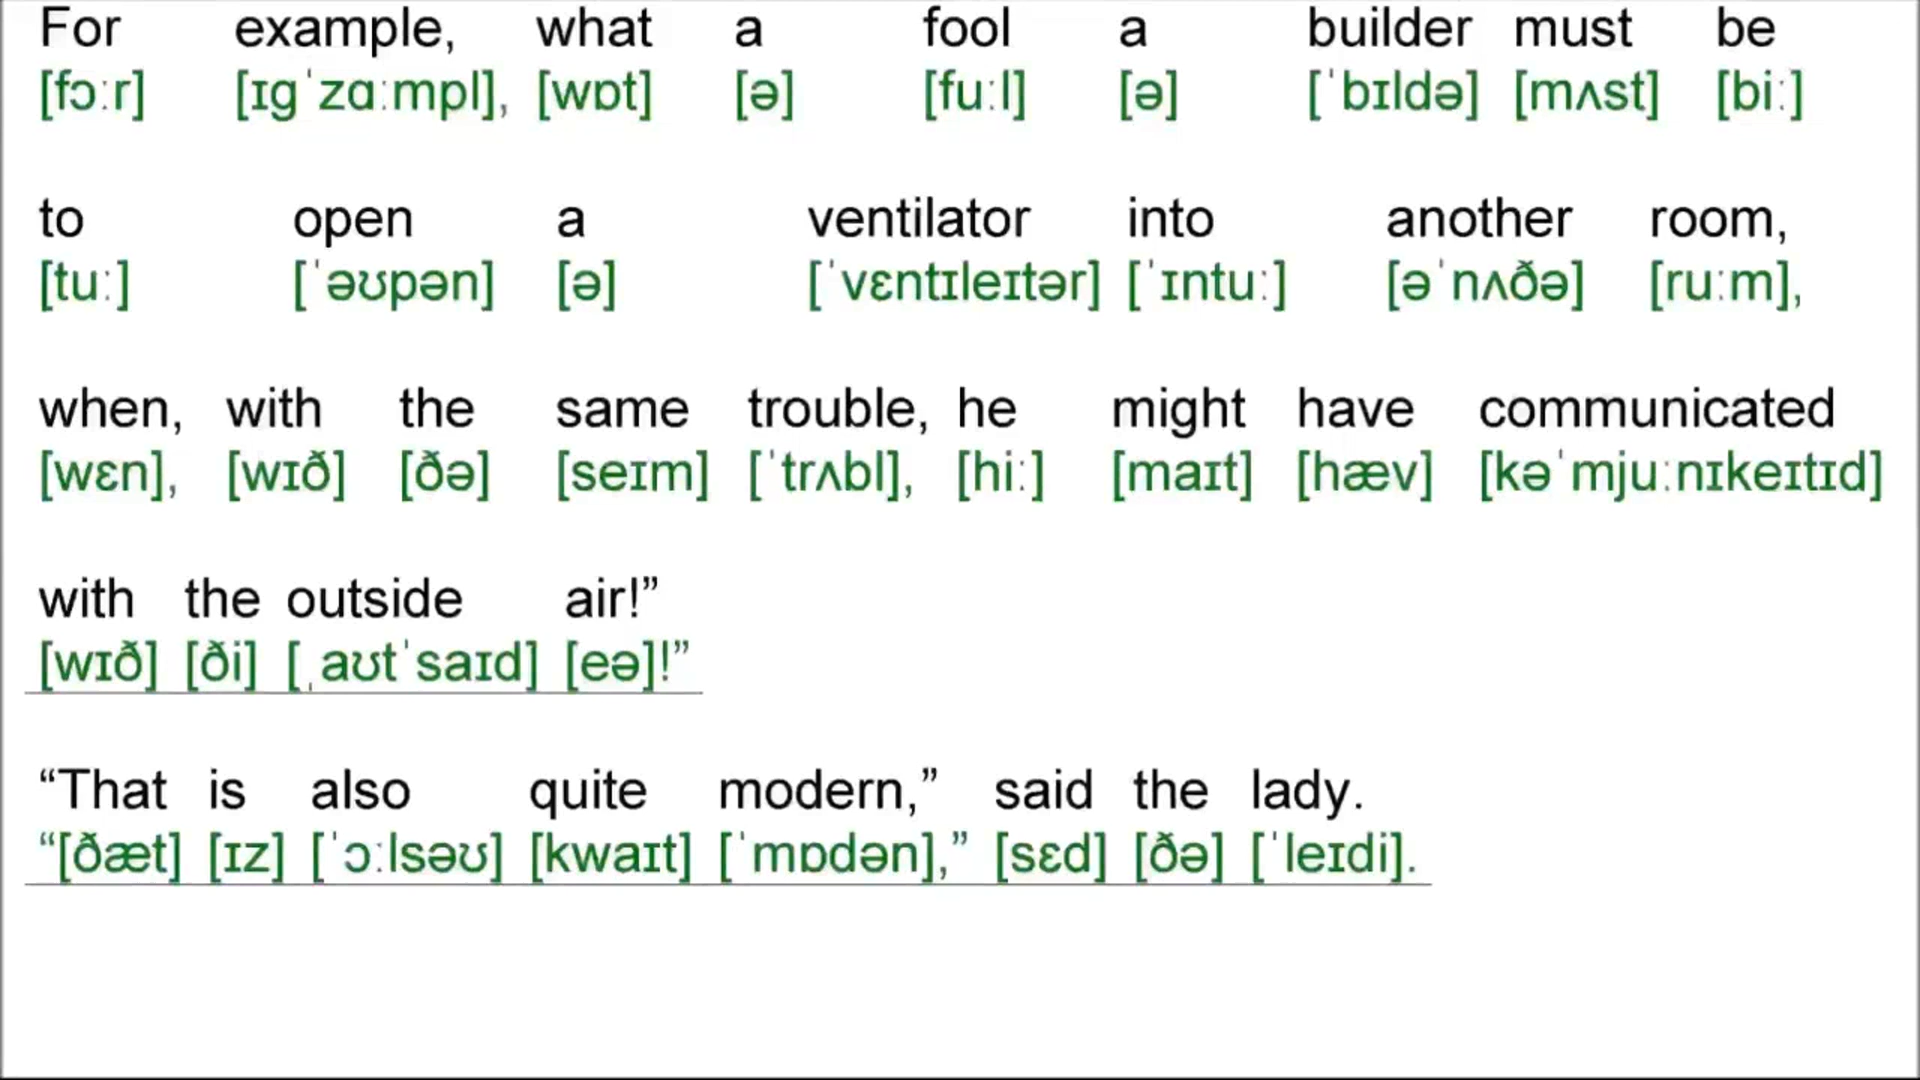 For example, what a fool a builder must be
[fɔːr] [ɪgˈzɑːmpl], [wɒt] [ə] [fuːl] [ə] [ˈbɪldə] [mʌst] [biː]
to open a ventilator into another room,
[tuː] [ˈəʊpən] [ə] [ˈvɛntɪleɪtər] [ˈɪntuː] [əˈnʌðə] [ruːm],
when, with the same trouble, he might have communicated
[wɛn], [wɪð] [ðə] [seɪm] [ˈtrʌbl], [hiː] [maɪt] [hæv] [kəˈmjuːnɪkeɪtɪd]
with the outside air!”
[wɪð] [ði] [ˌaʊtˈsaɪd] [eə]!”
“That is also quite modern,” said the lady.
“[ðæt] [ɪz] [ˈɔːlsəʊ] [kwaɪt] [ˈmɒdən],” [sɛd] [ðə] [ˈleɪdi].